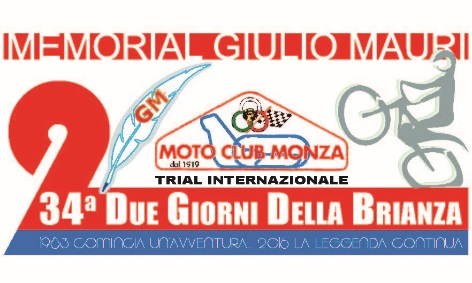 MEMORIAL GIULIO MAURI
2
GM
MOTO CLUB-MONZA
dal 1919
TRIAL INTERNAZIONALE
34ª DUE GIORNI DELLA BRIANZA
1983 COMINCIA UN'AVVENTURA 2016 LA LEGGENDA CONTINUA